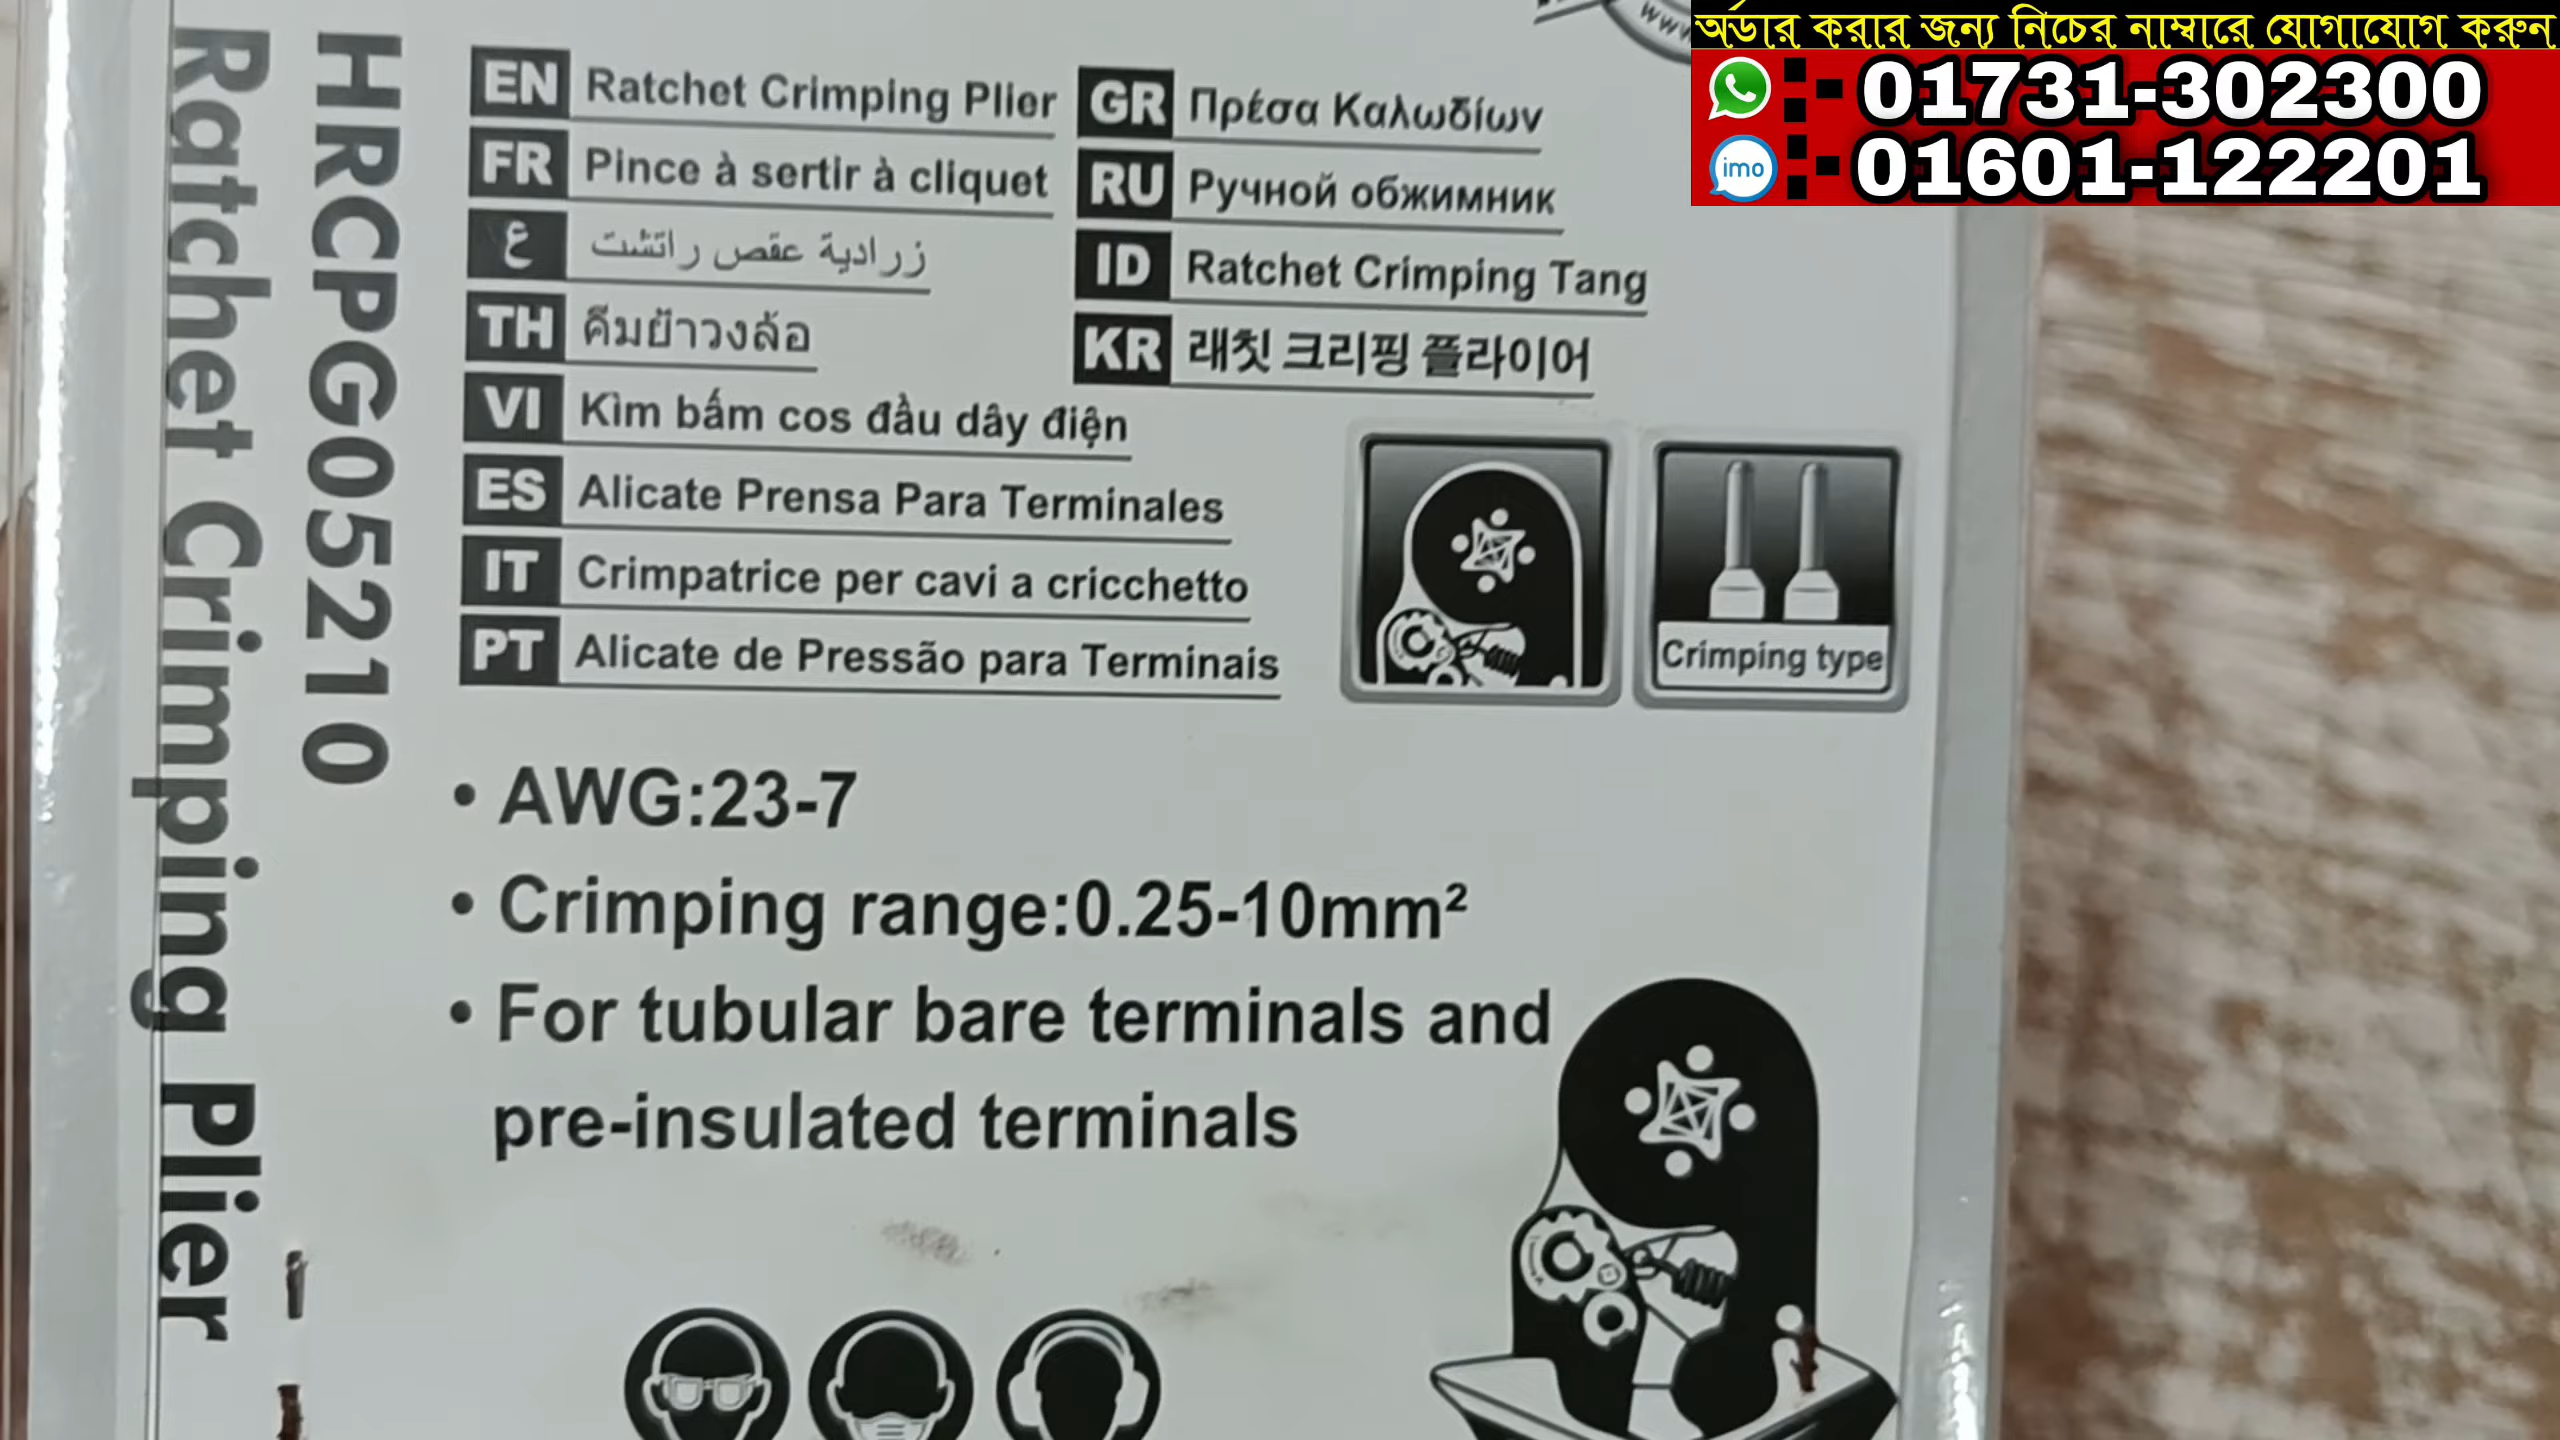 অর্ডার করার জন্য নিচের নাম্বারে যোগাযোগ করুন
:- 01731-302300
imo :- 01601-122201
HRCPG05210
Ratchet Crimping Plier
EN Ratchet Crimping Plier
FR Pince à sertir à cliquet
ع زرادية عقص راتشت
TH คีมย้ำวงล้อ
VI Kìm bấm cos đầu dây điện
ES Alicate Prensa Para Terminales
IT Crimpatrice per cavi a cricchetto
PT Alicate de Pressão para Terminais
GR Πρέσα Καλωδίων
RU Ручной обжимник
ID Ratchet Crimping Tang
KR 래칫 크리핑 플라이어
Crimping type
• AWG:23-7
• Crimping range:0.25-10mm²
• For tubular bare terminals and
pre-insulated terminals